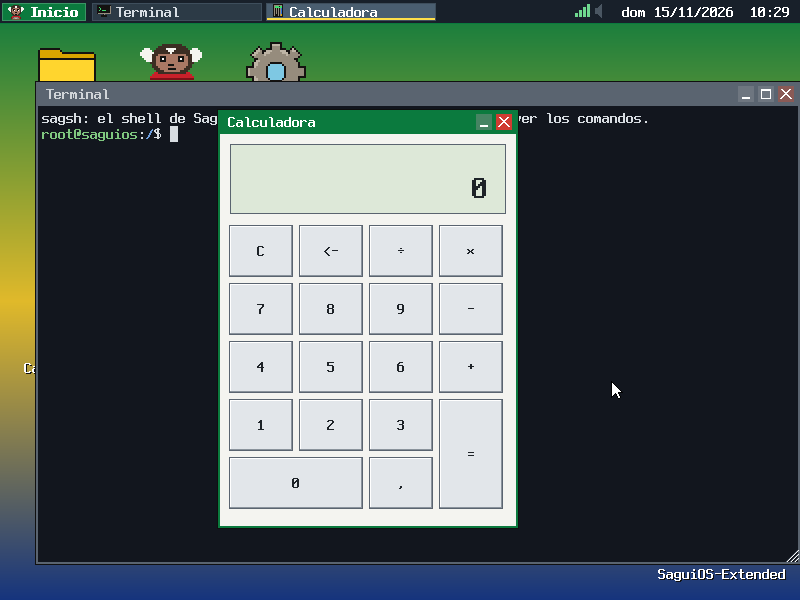 Inicio Terminal Calculadora dom 15/11/2026 10:29
Terminal
sagsh: el shell de Sag
ver los comandos.
root@saguios:/$
Calculadora
0
C <- ÷ ×
7 8 9 -
4 5 6 +
1 2 3
=
0 ,
SaguiOS-Extended